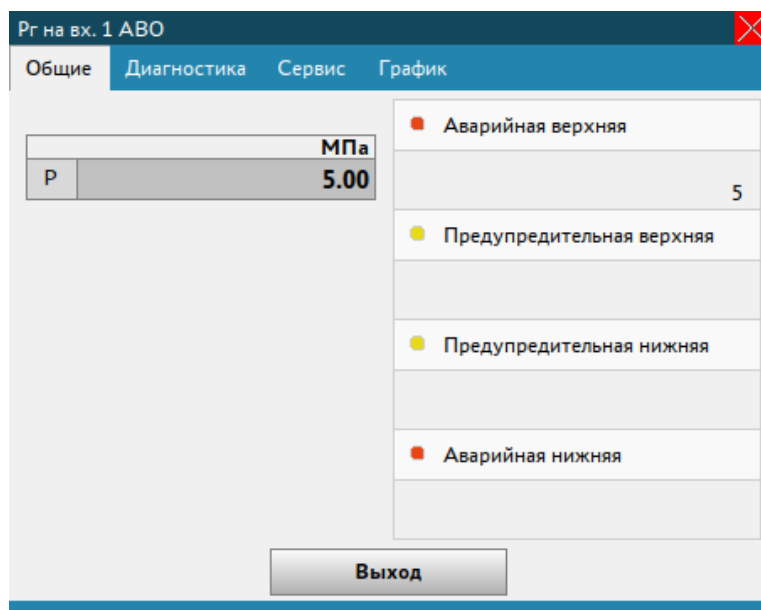 Рг на вх. 1 АВО
Общие Диагностика Сервис График
МПа
P 5.00
Аварийная верхняя
5
Предупредительная верхняя
Предупредительная нижняя
Аварийная нижняя
Выход